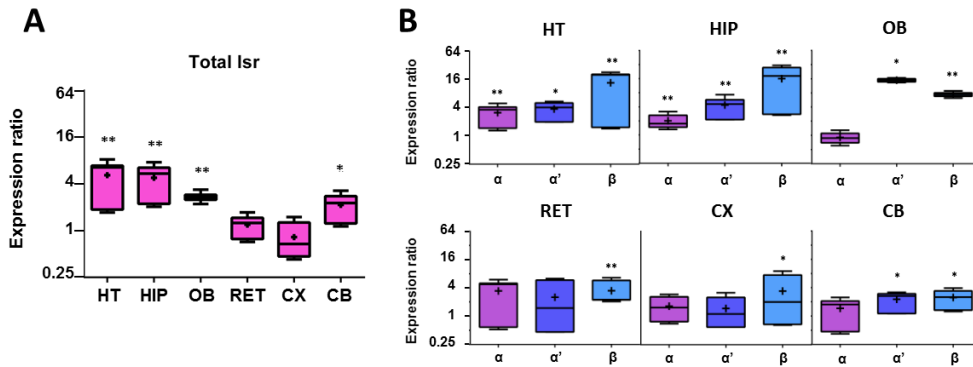 A
Total Isr
Expression ratio
64
16
4
1
0.25
** ** ** *
HT HIP OB RET CX CB
B
HT HIP OB
Expression ratio
64
16
4
1
0.25
** * ** ** ** ** * **
α α’ β α α’ β α α’ β
RET CX CB
Expression ratio
64
16
4
1
0.25
** * * *
α α’ β α α’ β α α’ β